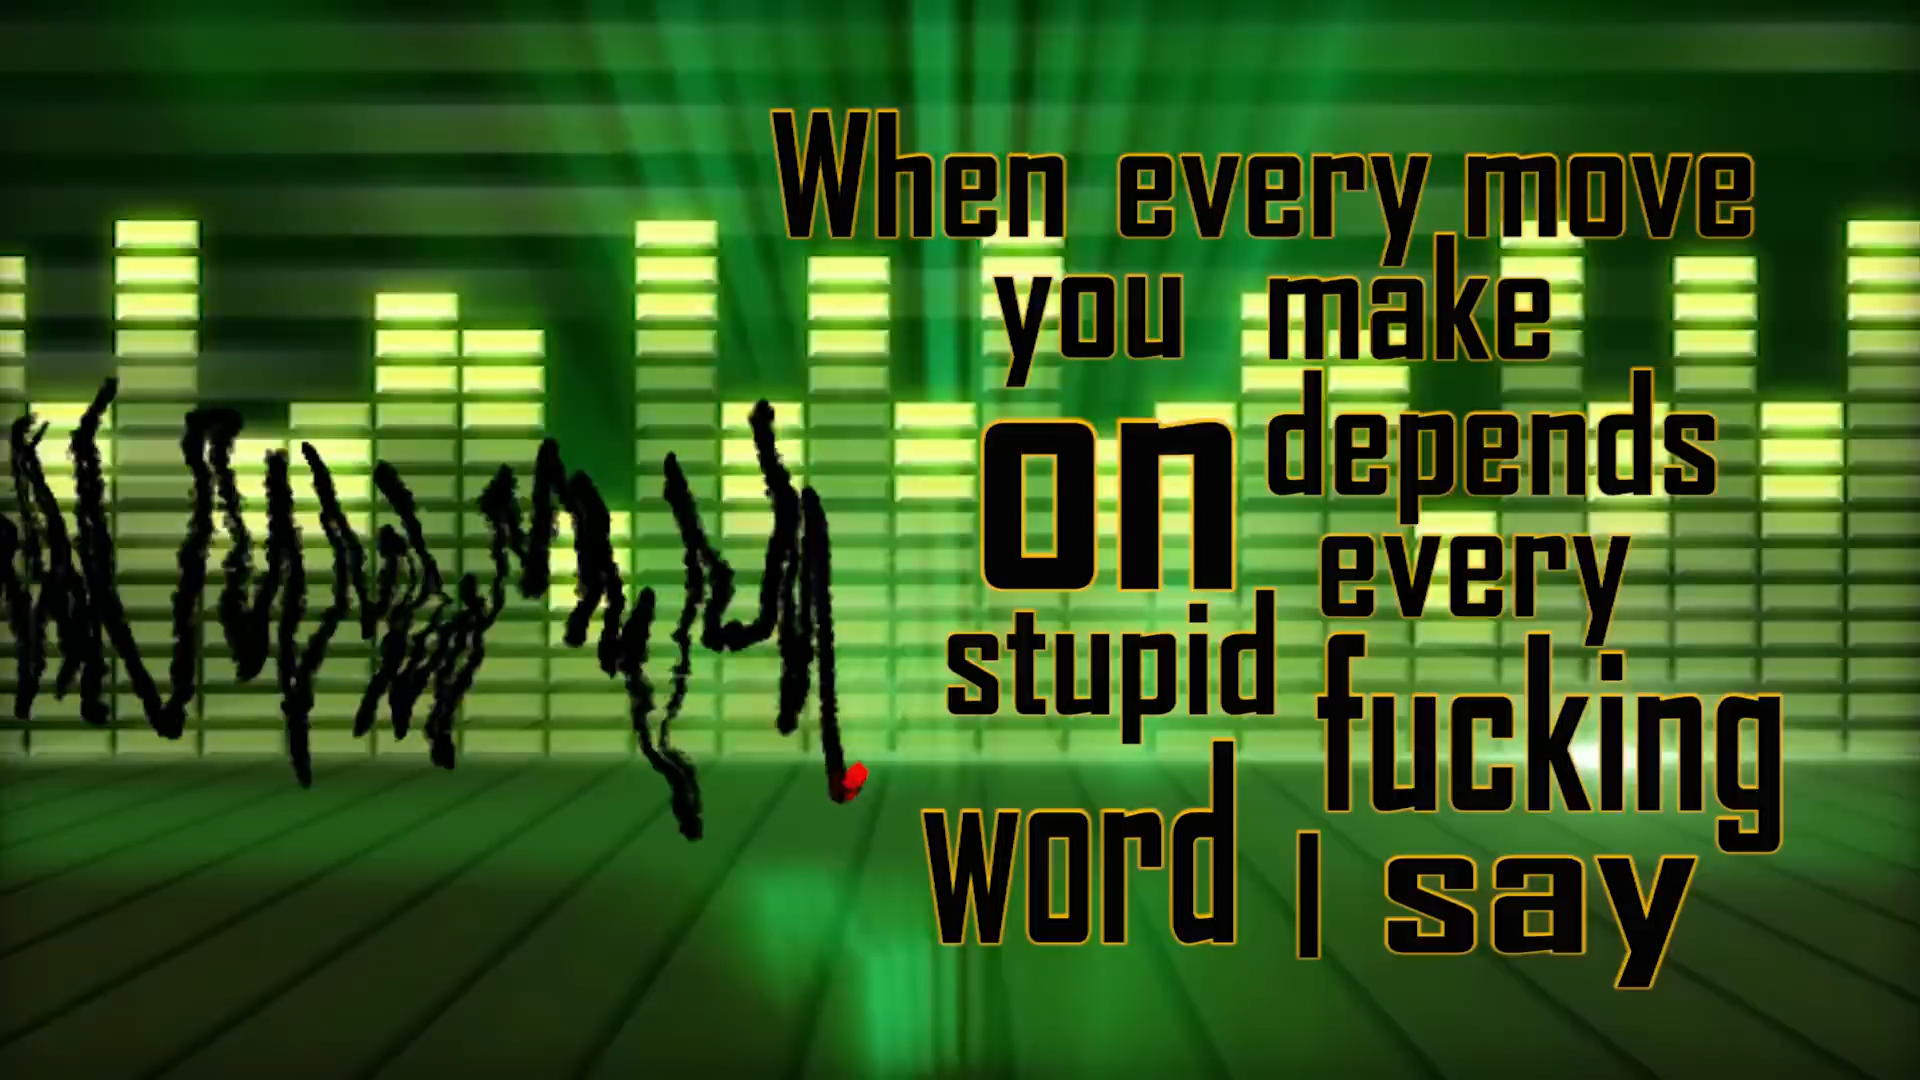 When every move
you make
on depends
every
stupid fucking
word I say